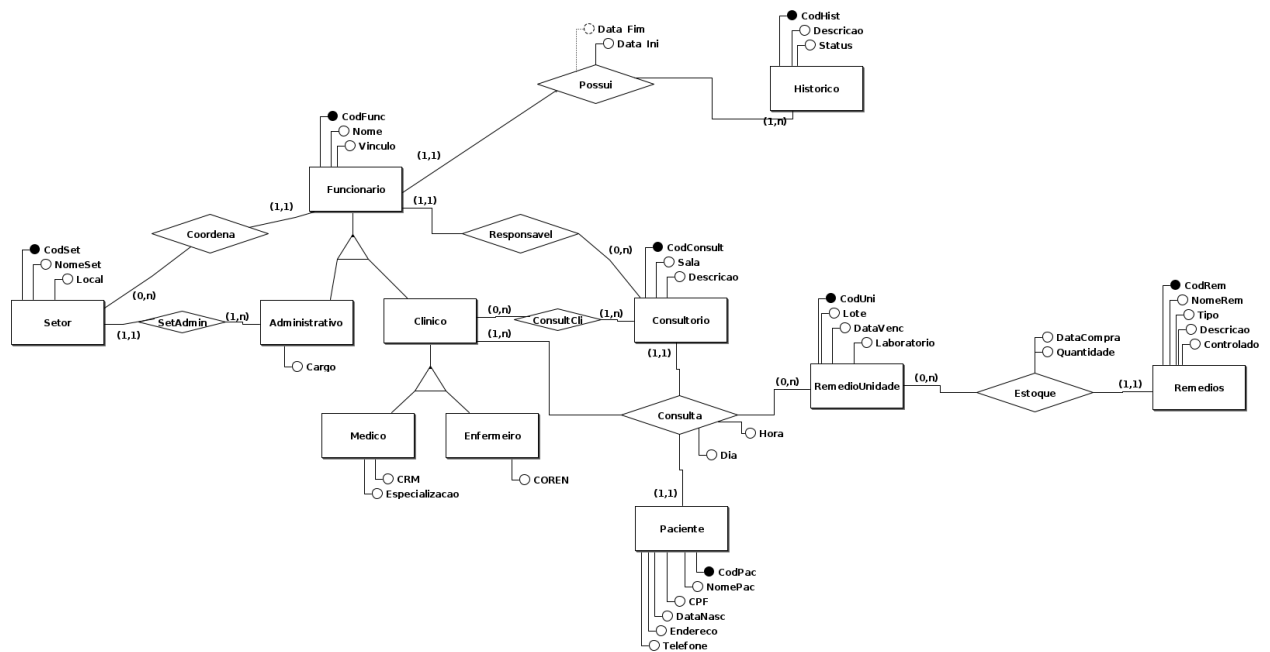 CodHist
Descricao
Status
Historico
(1,n)
Data Fim
Data Ini
Possui
(1,1)
CodFunc
Nome
Vinculo
Funcionario
(1,1)
(1,1)
Coordena
(0,n)
Responsavel
(0,n)
CodSet
NomeSet
Local
Setor
(1,1)
SetAdmin
(1,n)
Administrativo
Cargo
Clinico
(0,n)
(1,n)
ConsultCli
(1,n)
CodConsult
Sala
Descricao
Consultorio
(1,1)
CodUni
Lote
DataVenc
Laboratorio
RemedioUnidade
(0,n)
(0,n)
DataCompra
Quantidade
Estoque
(1,1)
CodRem
NomeRem
Tipo
Descricao
Controlado
Remedios
Consulta
Hora
Dia
(1,1)
Medico
CRM
Especializacao
Enfermeiro
COREN
Paciente
CodPac
NomePac
CPF
DataNasc
Endereco
Telefone